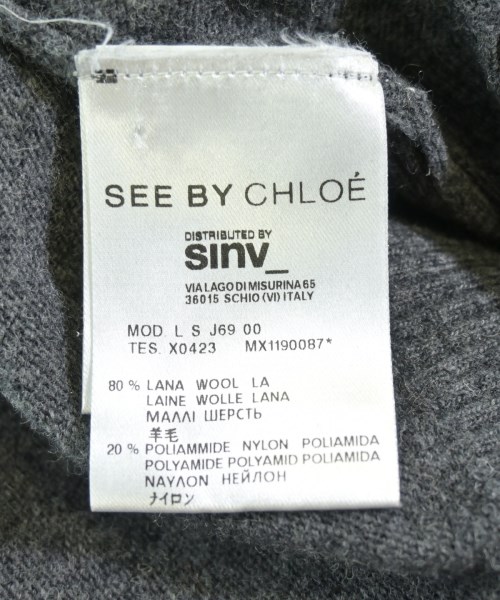 SEE BY CHLOÉ
DISTRIBUTED BY
sinv_
VIA LAGO DI MISURINA 65
36015 SCHIO (VI) ITALY
MOD. L S J69 00
TES. X0423 MX1190087*
80 % LANA WOOL LA
LAINE WOLLE LANA
ΜΑΛΛΙ ШЕРСТЬ
羊毛
20 % POLIAMMIDE NYLON POLIAMIDA
POLYAMIDE POLYAMID POLIAMIDA
ΝΑΥΛΟΝ НЕЙЛОН
ナイロン